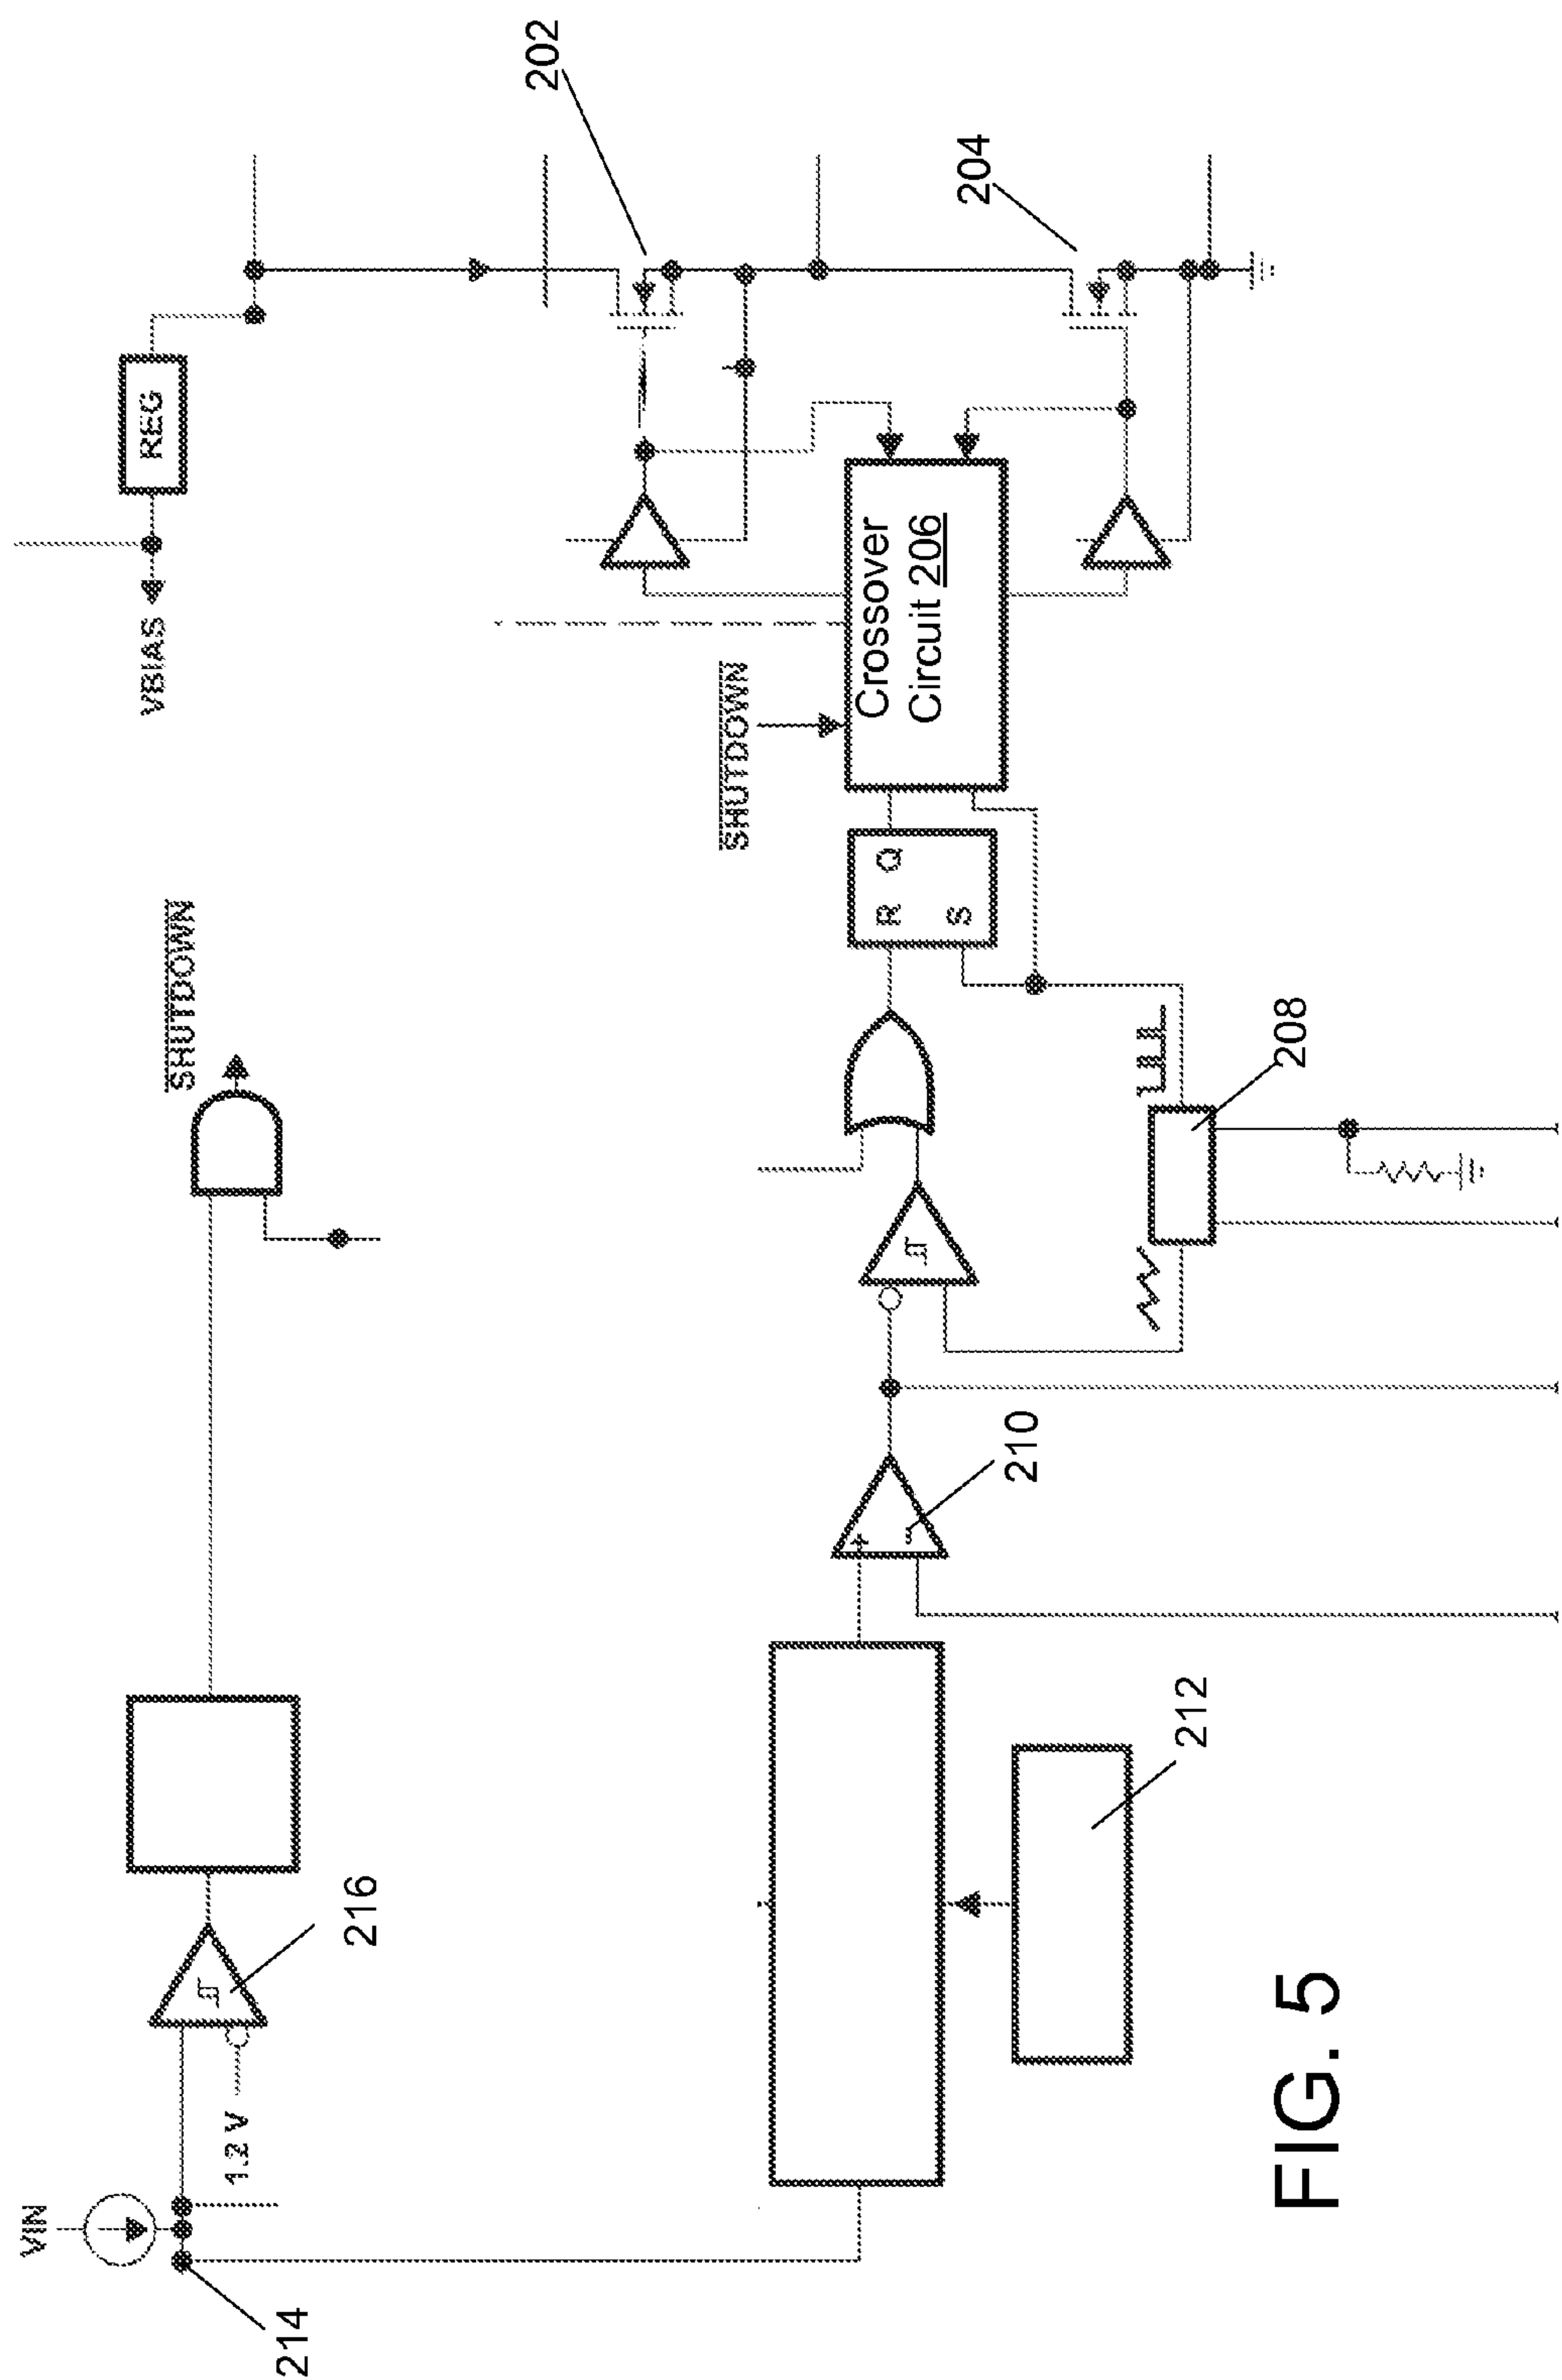 VIN
214
1.2 V
216
SHUTDOWN
VBIAS
REG
202
204
SHUTDOWN
Crossover
Circuit 206
R Q
S
208
+
-
210
212
FIG. 5